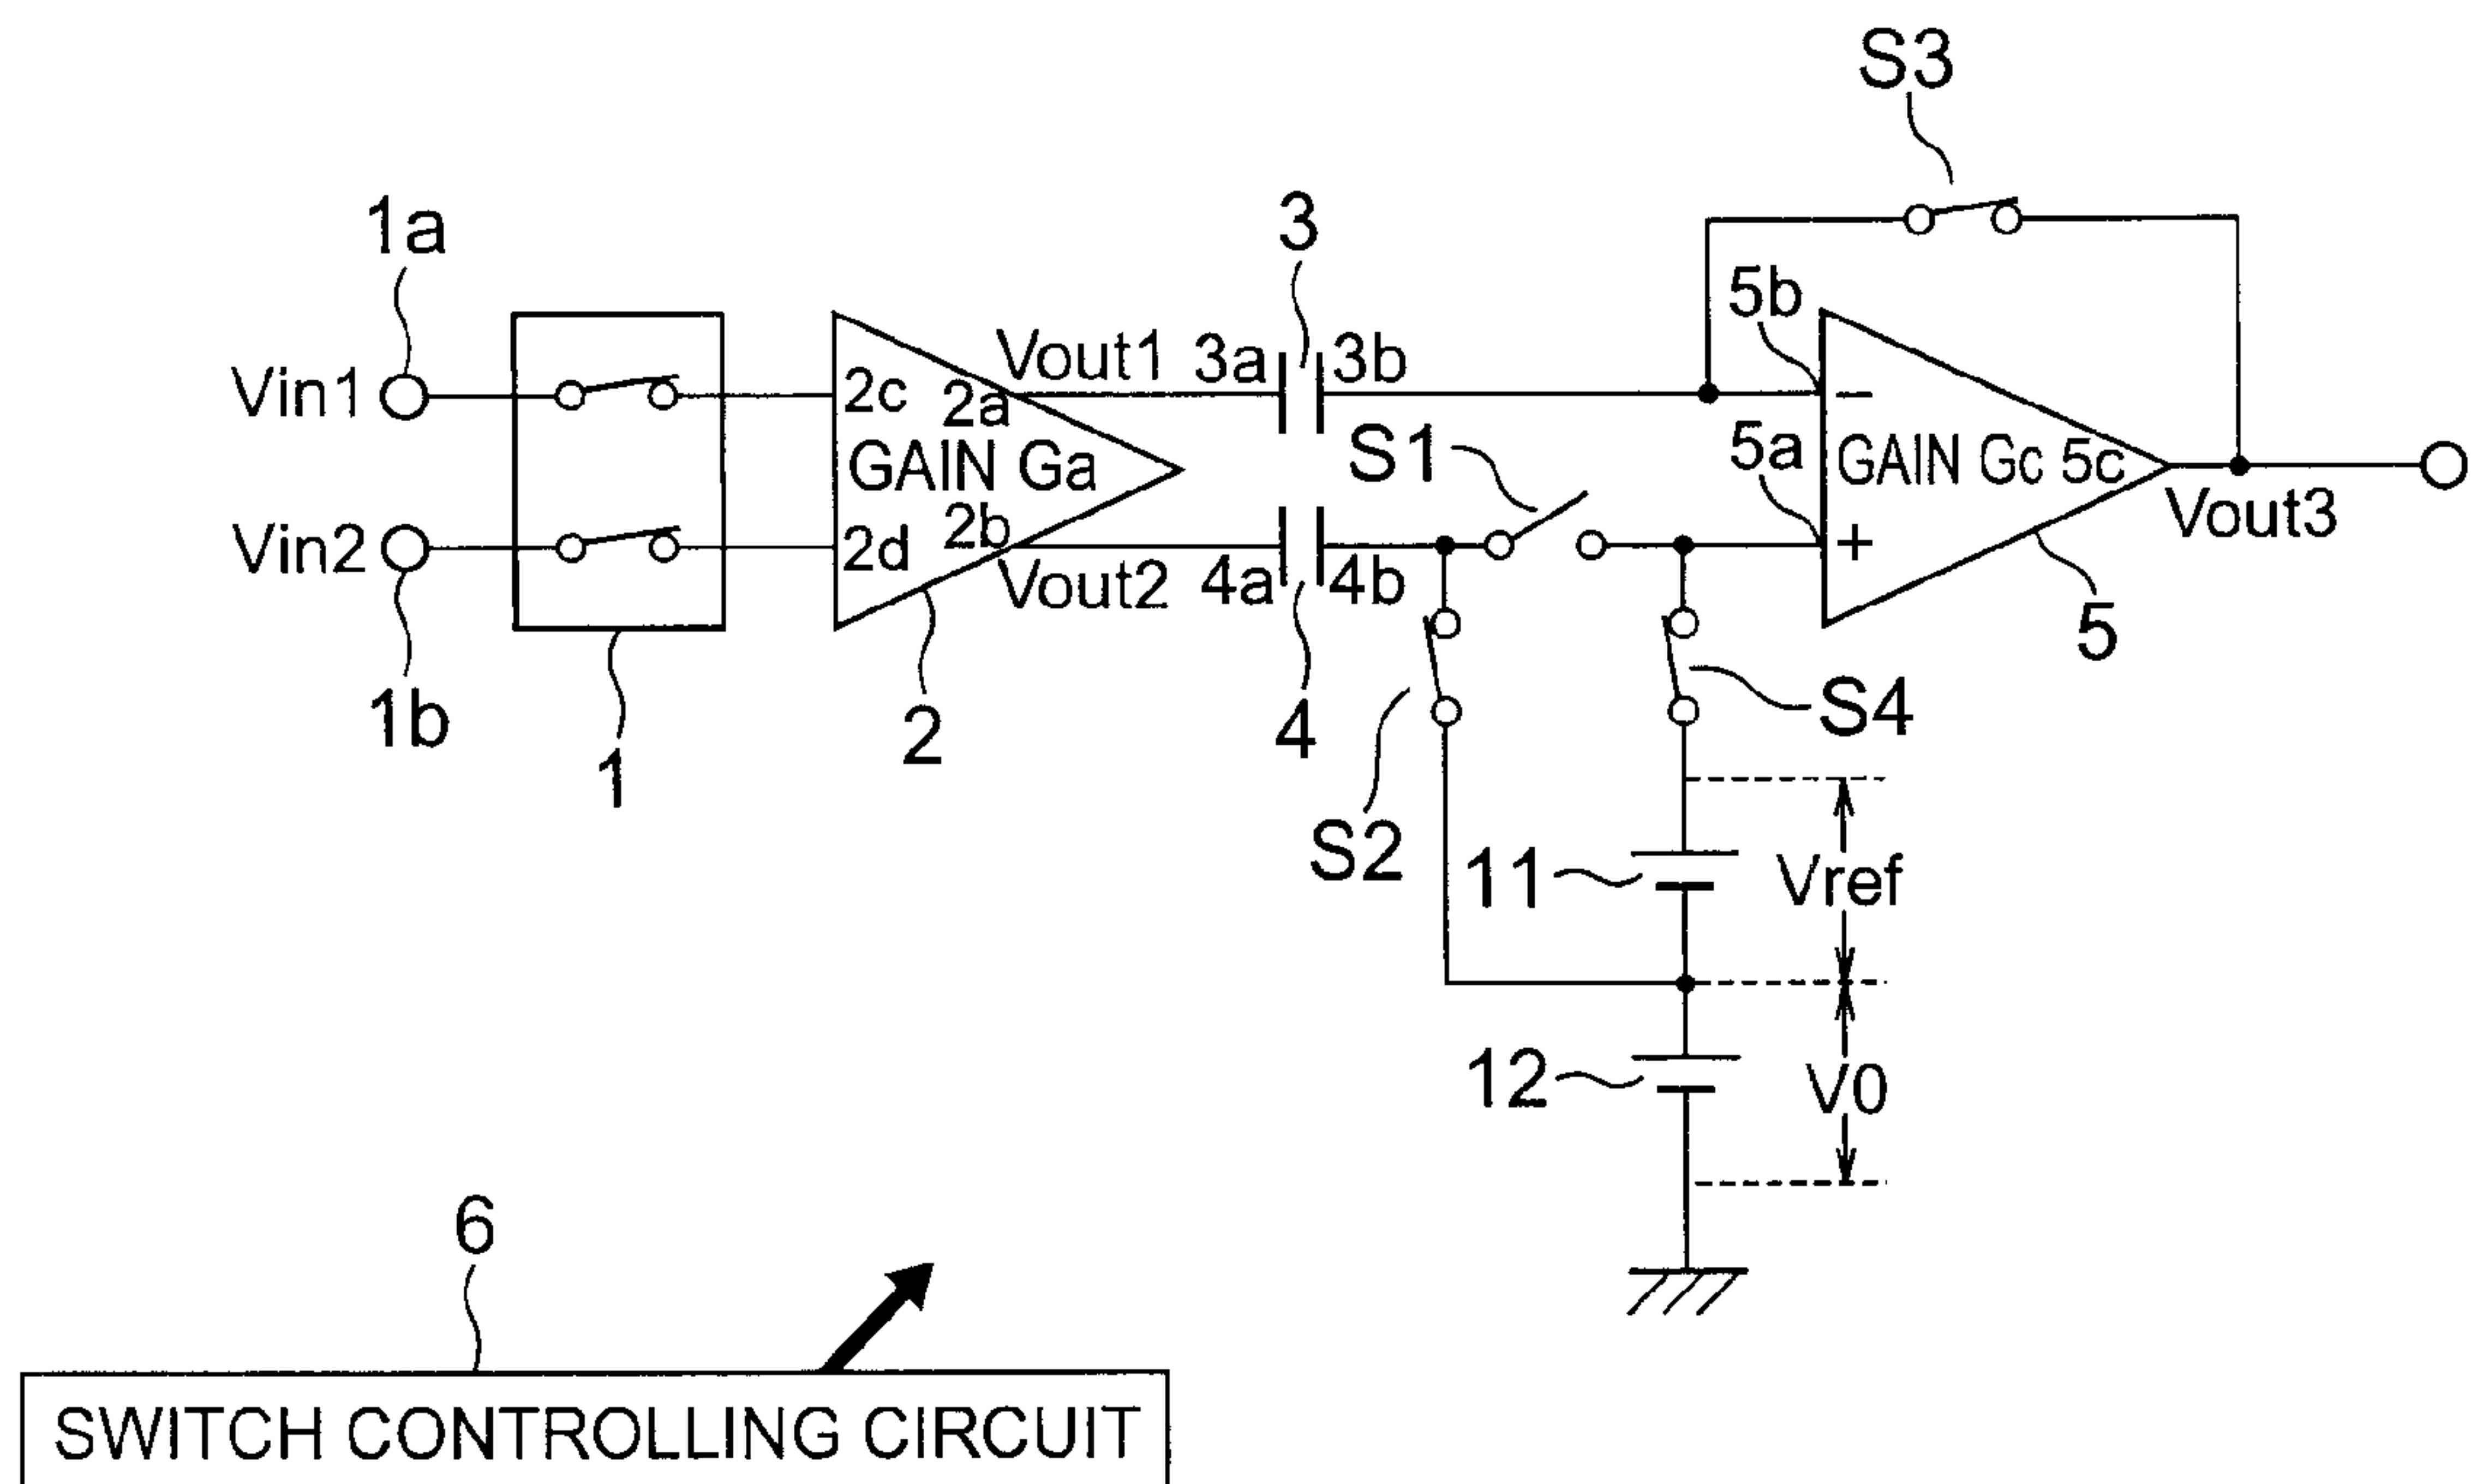 S3
1a
3
5b
Vout1 3a 3b
Vin1
2c 2a
−
S1
5a
GAIN Ga
GAIN Gc 5c
Vin2
2d 2b
+
Vout3
Vout2 4a 4b
5
1b
2
4
S4
1
S2
11
Vref
12
V0
6
SWITCH CONTROLLING CIRCUIT